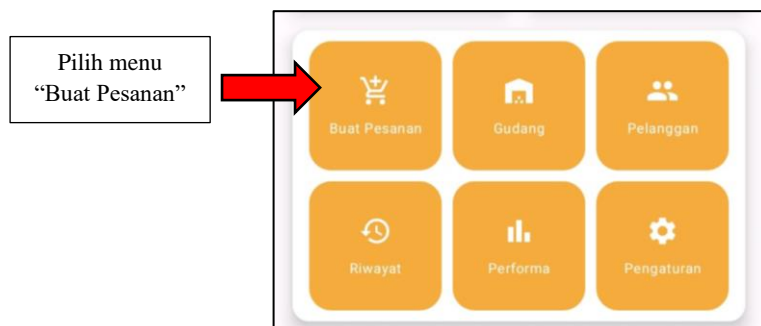 Pilih menu
“Buat Pesanan”
Buat Pesanan
Gudang
Pelanggan
Riwayat
Performa
Pengaturan